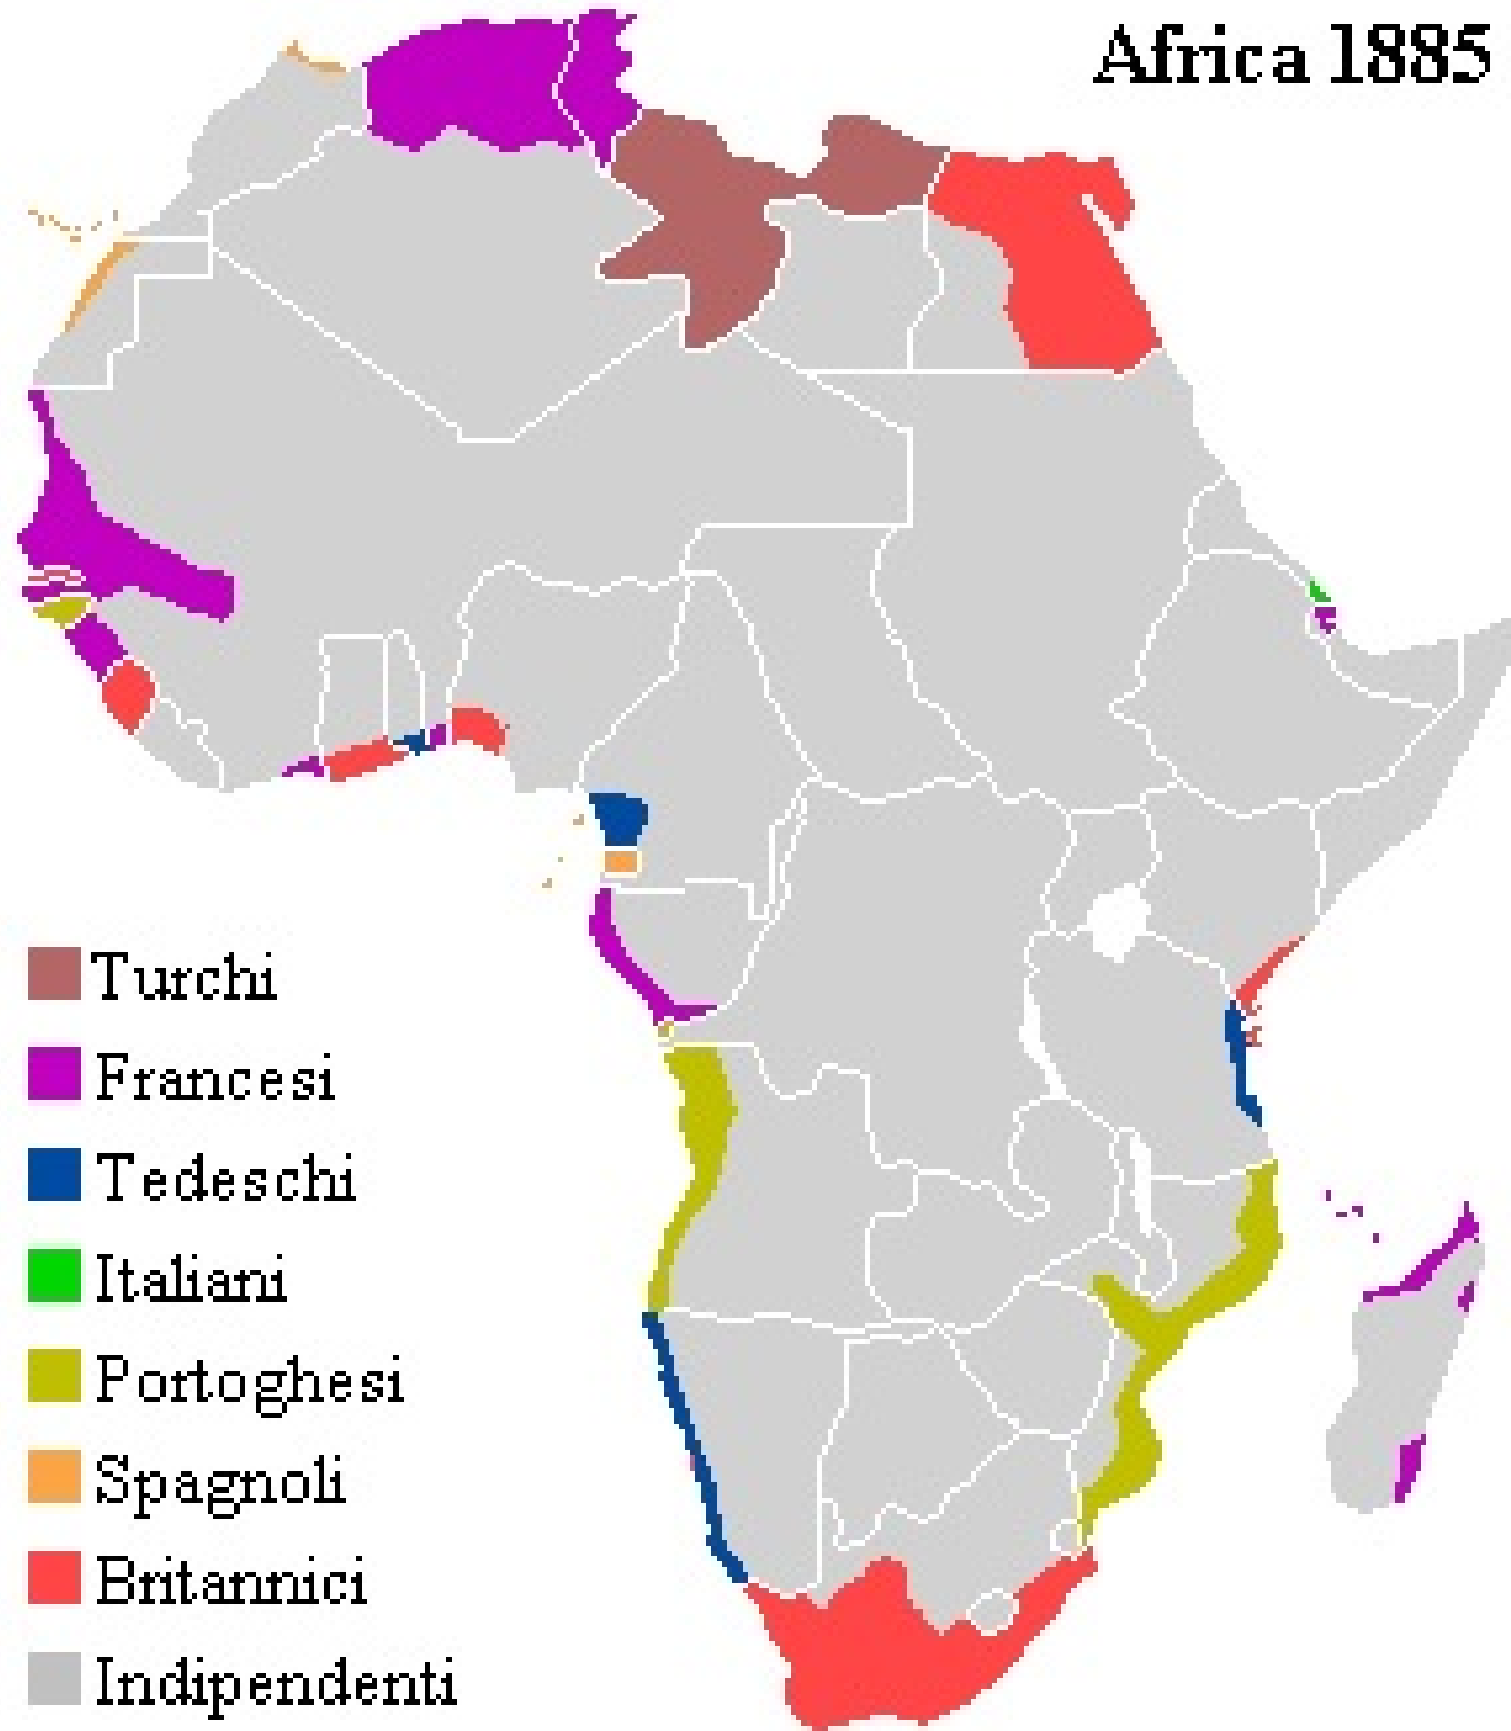 Africa 1885
Turchi
Francesi
Tedeschi
Italiani
Portoghesi
Spagnoli
Britannici
Indipendenti